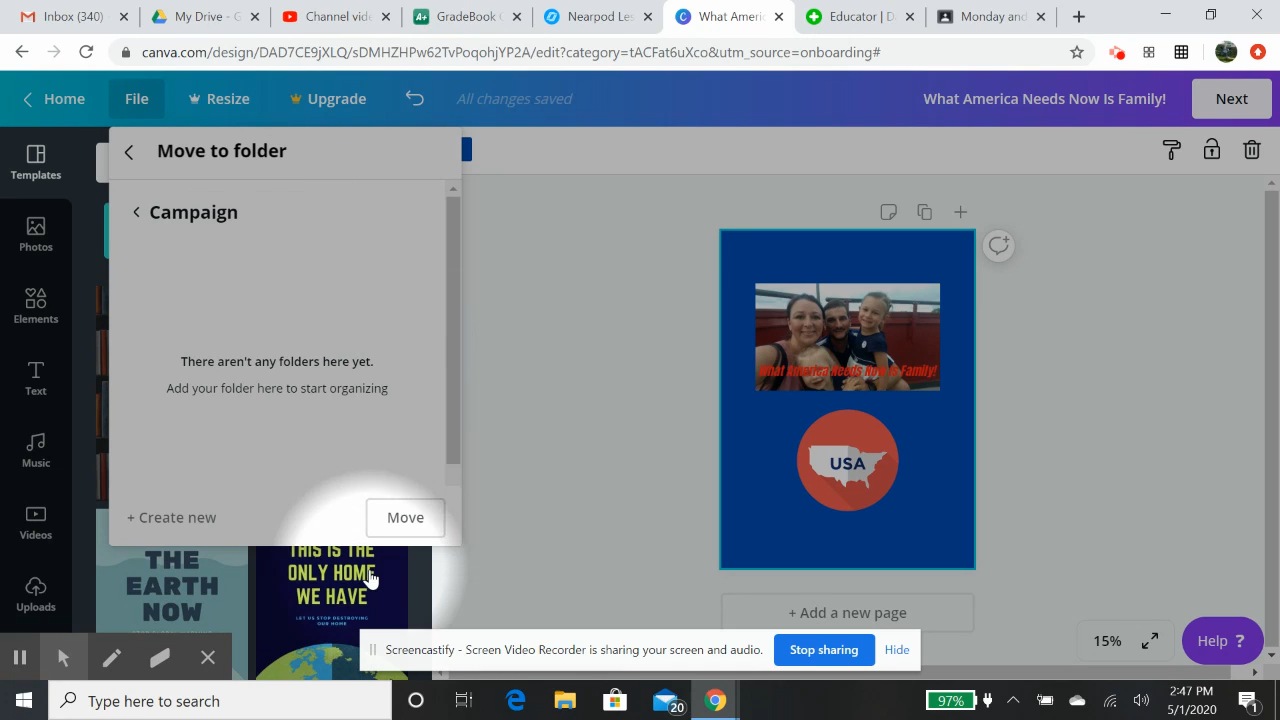 Inbox (340)
My Drive - G
Channel vide
GradeBook C
Nearpod Les
What Ameri
Educator | D
Monday and
canva.com/design/DAD7CE9jXLQ/sDMHZHPw62TvPoqohjYP2A/edit?category=tACFat6uXco&utm_source=onboarding#
Home
File
Resize
Upgrade
All changes saved
What America Needs Now Is Family!
Next
Move to folder
Templates
Campaign
Photos
Elements
There aren't any folders here yet.
Add your folder here to start organizing
Text
What America Needs Now Is Family!
USA
Music
+ Create new
Move
Videos
THE
EARTH
NOW
THIS IS THE
ONLY HOME
WE HAVE
LET US STOP DESTROYING
OUR HOME
Uploads
+ Add a new page
15%
Help ?
Screencastify - Screen Video Recorder is sharing your screen and audio.
Stop sharing
Hide
Type here to search
20
97%
2:47 PM
5/1/2020
1